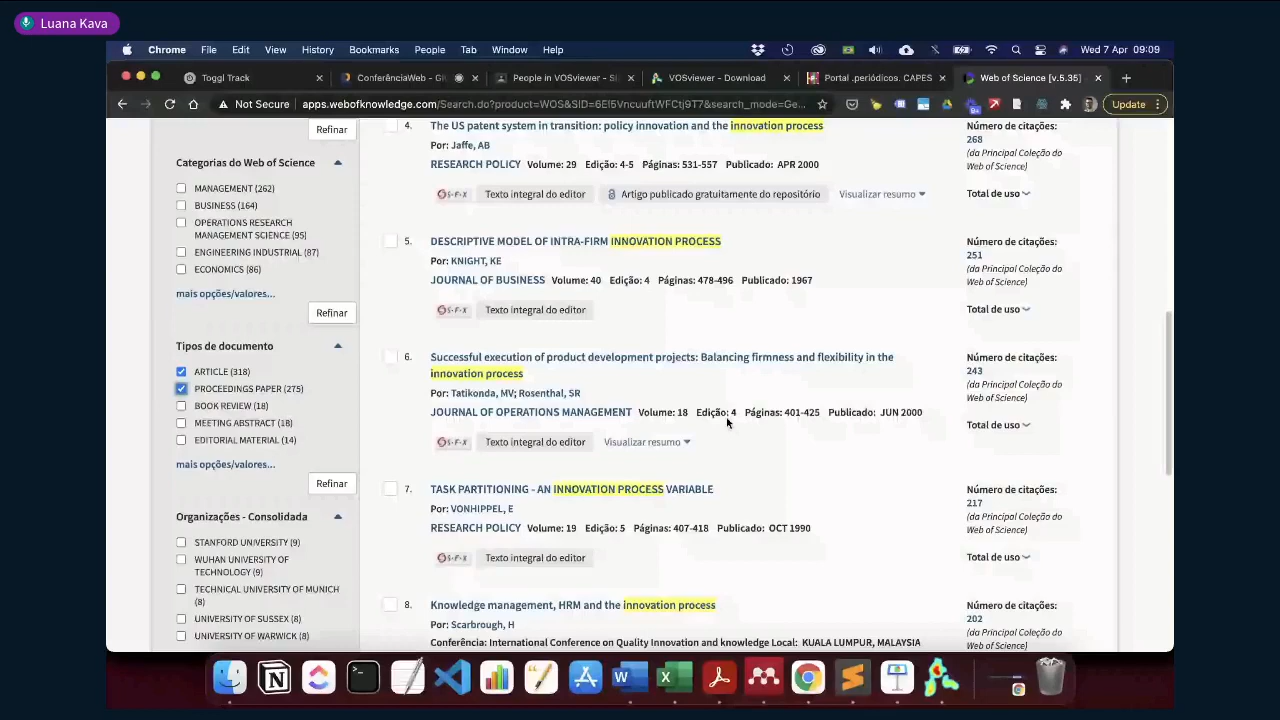 Luana Kava
Chrome File Edit View History Bookmarks People Tab Window Help Wed 7 Apr 09:09
Toggl Track
ConferênciaWeb - Gi
People in VOSviewer - Sl
VOSviewer - Download
Portal .periódicos. CAPES
Web of Science [v.5.35]
Not Secure apps.webofknowledge.com/Search.do?product=WOS&SID= Update
Refinar
Categorias do Web of Science
MANAGEMENT (262)
BUSINESS (164)
OPERATIONS RESEARCH
MANAGEMENT SCIENCE (95)
ENGINEERING INDUSTRIAL (87)
ECONOMICS (86)
mais opções/valores...
Refinar
Tipos de documento
ARTICLE (318)
PROCEEDINGS PAPER (275)
BOOK REVIEW (18)
MEETING ABSTRACT (18)
EDITORIAL MATERIAL (14)
mais opções/valores...
Refinar
Organizações - Consolidada
STANFORD UNIVERSITY (9)
WUHAN UNIVERSITY OF
TECHNOLOGY (9)
TECHNICAL UNIVERSITY OF MUNICH
(8)
UNIVERSITY OF SUSSEX (8)
UNIVERSITY OF WARWICK (8)
4. The US patent system in transition: policy innovation and the innovation process
Por: Jaffe, AB
RESEARCH POLICY Volume: 29 Edição: 4-5 Páginas: 531-557 Publicado: APR 2000
S·F·X Texto integral do editor Artigo publicado gratuitamente do repositório Visualizar resumo
Número de citações:
268
(da Principal Coleção do
Web of Science)
Total de uso
5. DESCRIPTIVE MODEL OF INTRA-FIRM INNOVATION PROCESS
Por: KNIGHT, KE
JOURNAL OF BUSINESS Volume: 40 Edição: 4 Páginas: 478-496 Publicado: 1967
S·F·X Texto integral do editor
Número de citações:
251
(da Principal Coleção do
Web of Science)
Total de uso
6. Successful execution of product development projects: Balancing firmness and flexibility in the
innovation process
Por: Tatikonda, MV; Rosenthal, SR
JOURNAL OF OPERATIONS MANAGEMENT Volume: 18 Edição: 4 Páginas: 401-425 Publicado: JUN 2000
S·F·X Texto integral do editor Visualizar resumo
Número de citações:
243
(da Principal Coleção do
Web of Science)
Total de uso
7. TASK PARTITIONING - AN INNOVATION PROCESS VARIABLE
Por: VONHIPPEL, E
RESEARCH POLICY Volume: 19 Edição: 5 Páginas: 407-418 Publicado: OCT 1990
S·F·X Texto integral do editor
Número de citações:
217
(da Principal Coleção do
Web of Science)
Total de uso
8. Knowledge management, HRM and the innovation process
Por: Scarbrough, H
Conferência: International Conference on Quality Innovation and knowledge Local: KUALA LUMPUR, MALAYSIA
Número de citações:
202
(da Principal Coleção do
Web of Science)